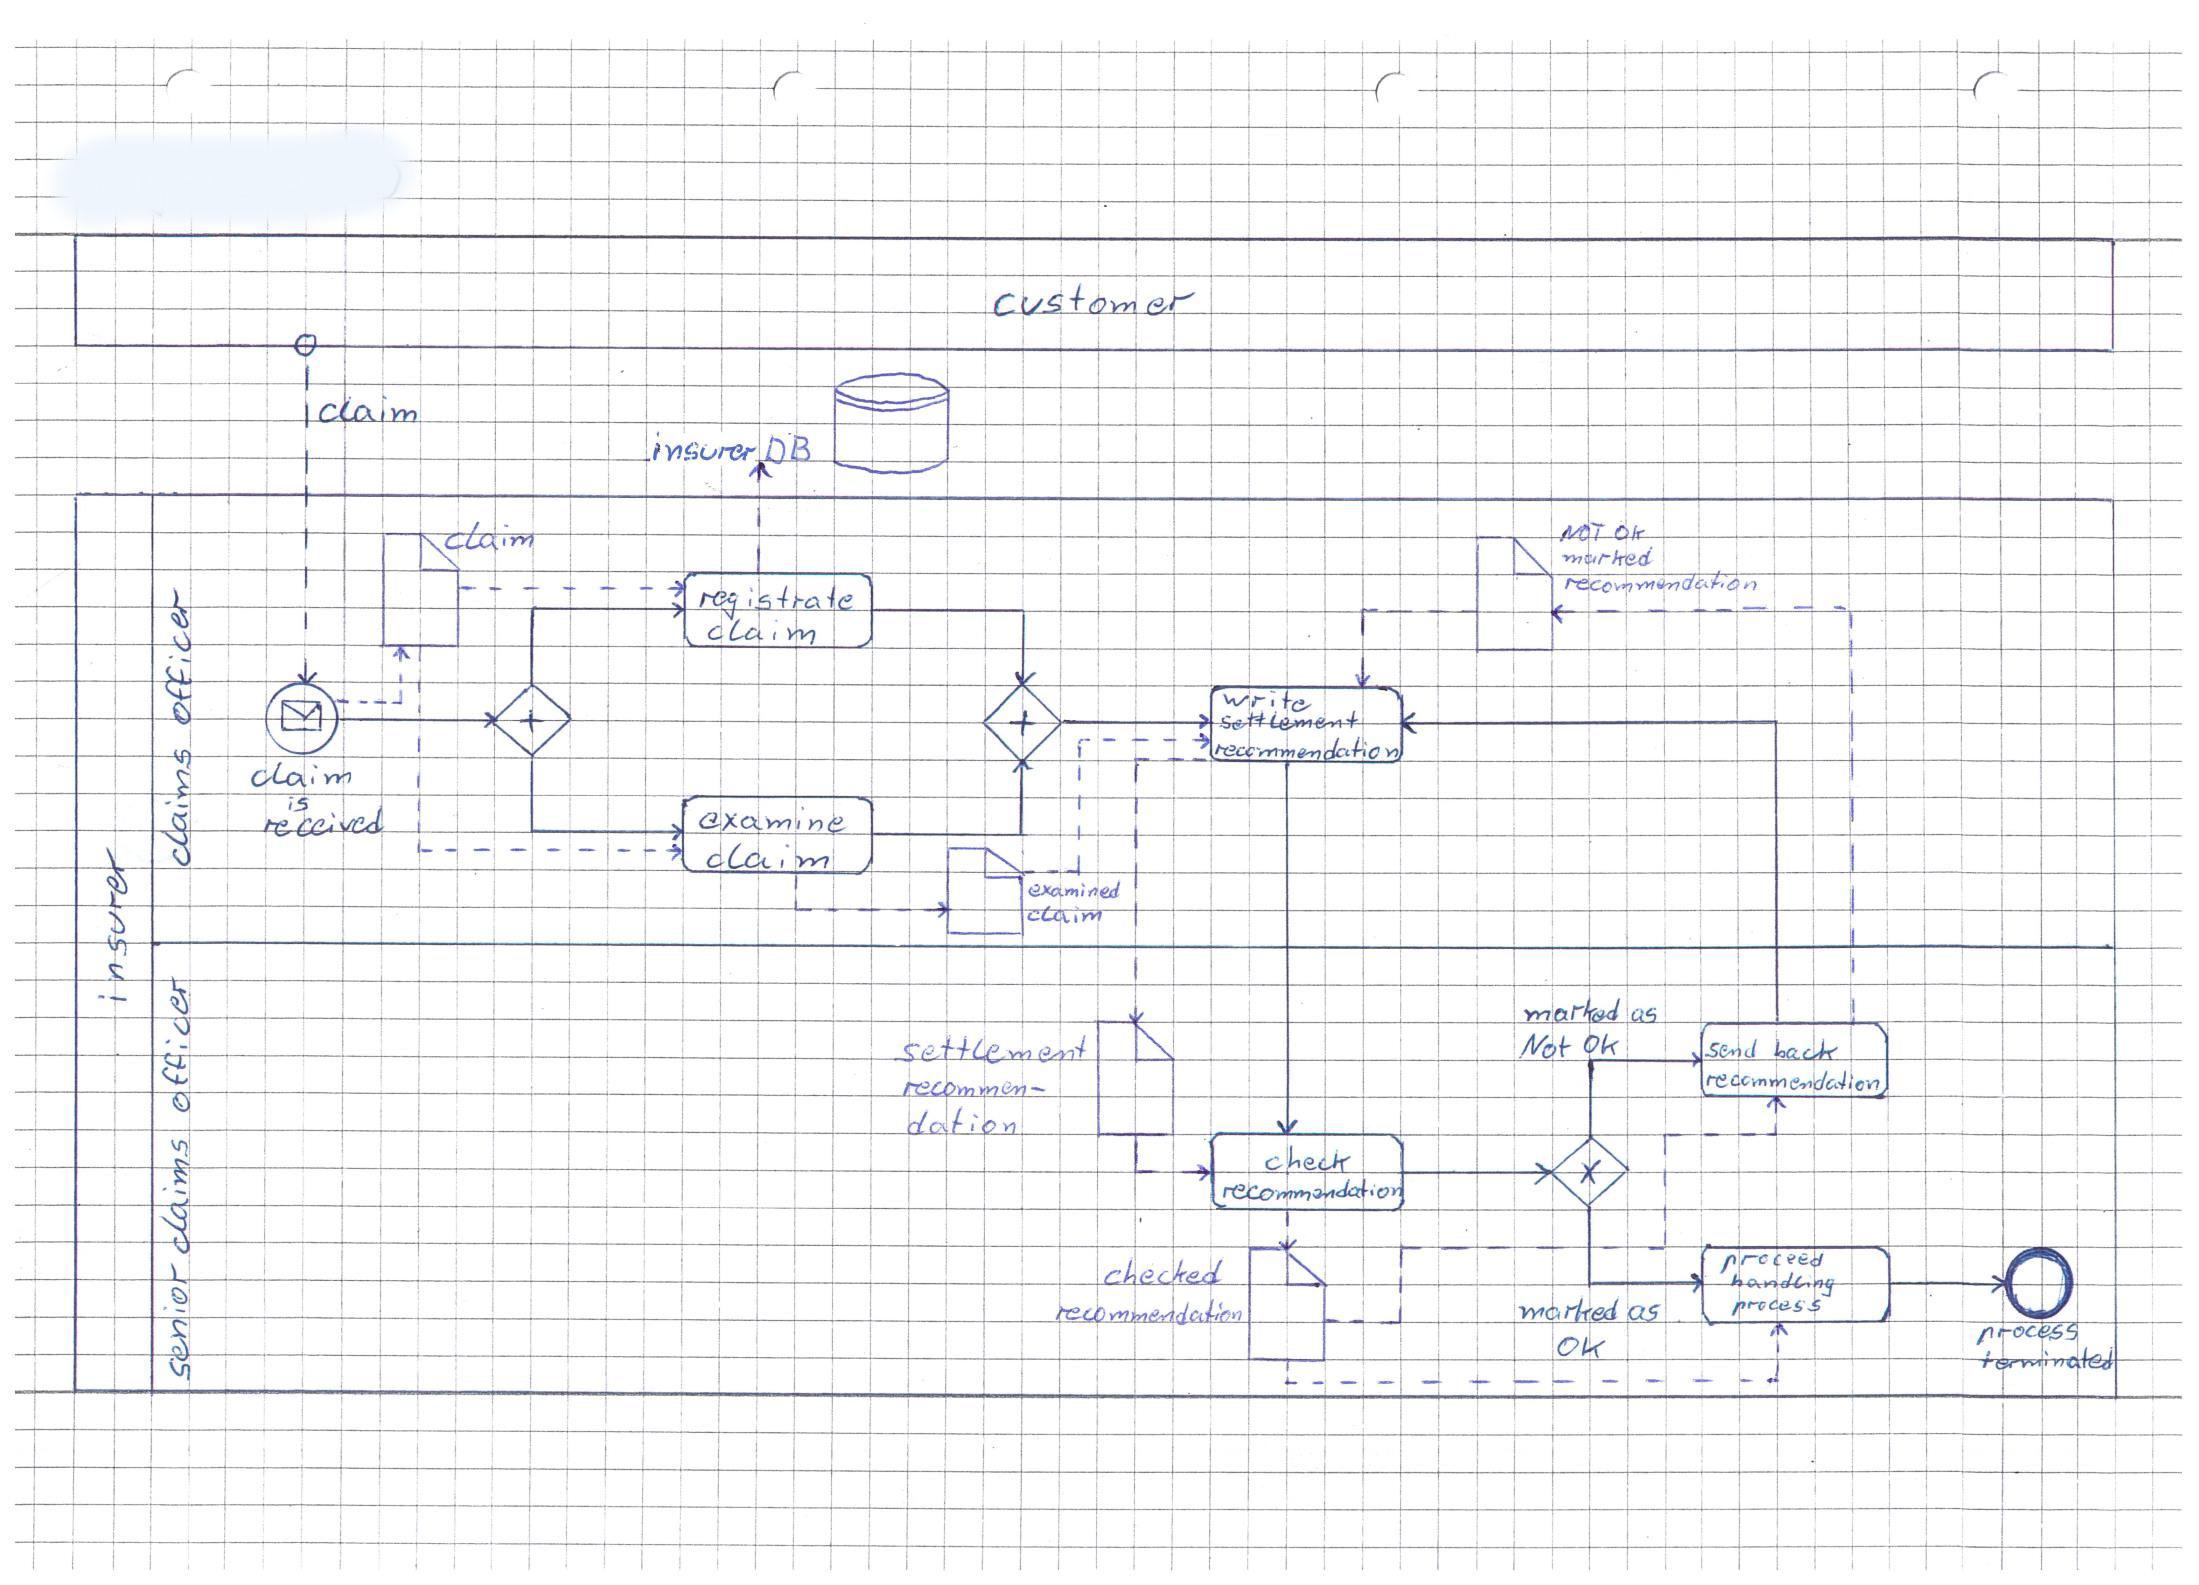 customer
claim
insurer DB
claim
NOT OK
marked
recommendation
registrate
claim
write
settlement
recommendation
claim
is
received
examine
claim
examined
claim
claims officer
insurer
senior claims officer
marked as
Not OK
settlement
recommen-
dation
send back
recommendation
check
recommendation
checked
recommendation
proceed
handling
process
marked as
OK
process
terminated